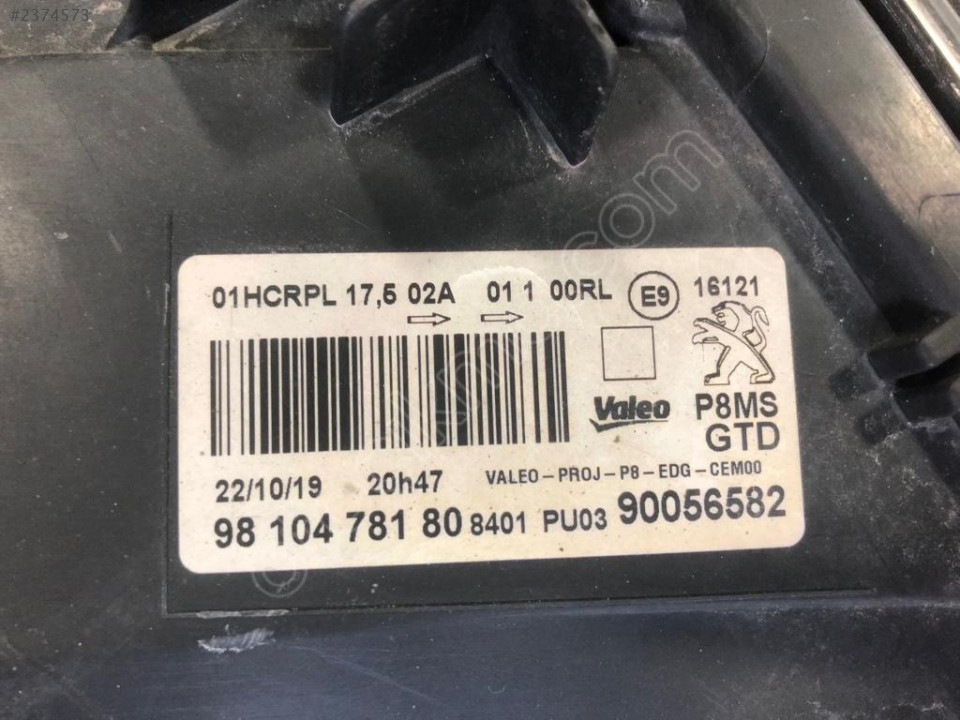 #2374573
01HCRPL 17,5 02A 01 1 00RL E9 16121
Valeo P8MS
GTD
22/10/19 20h47 VALEO-PROJ-P8-EDG-CEM00
98 104 781 80 8401 PU03 90056582